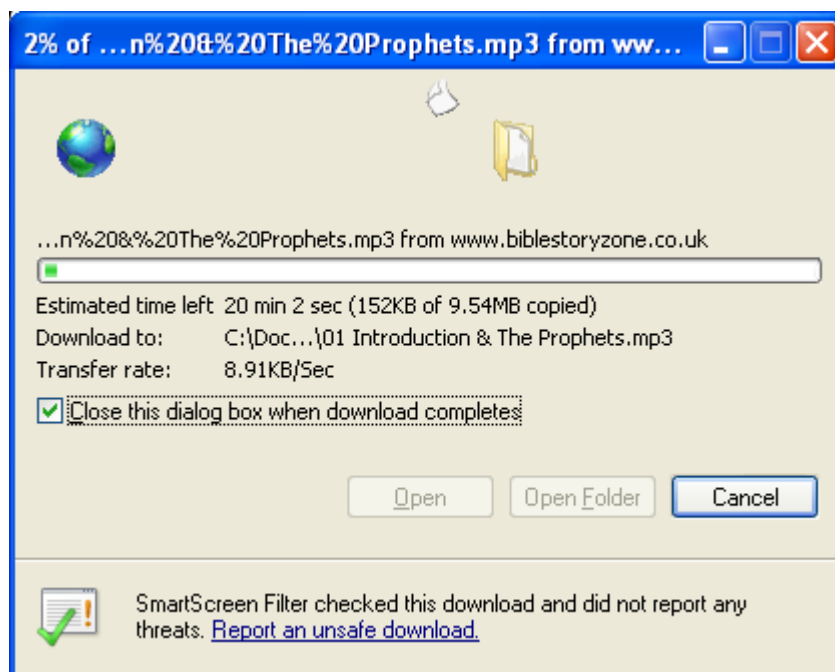 2% of ...n%20&%20The%20Prophets.mp3 from ww...
...n%20&%20The%20Prophets.mp3 from www.biblestoryzone.co.uk
Estimated time left 20 min 2 sec (152KB of 9.54MB copied)
Download to: C:\Doc...\01 Introduction & The Prophets.mp3
Transfer rate: 8.91KB/Sec
Close this dialog box when download completes
Open Open Folder Cancel
SmartScreen Filter checked this download and did not report any
threats. Report an unsafe download.